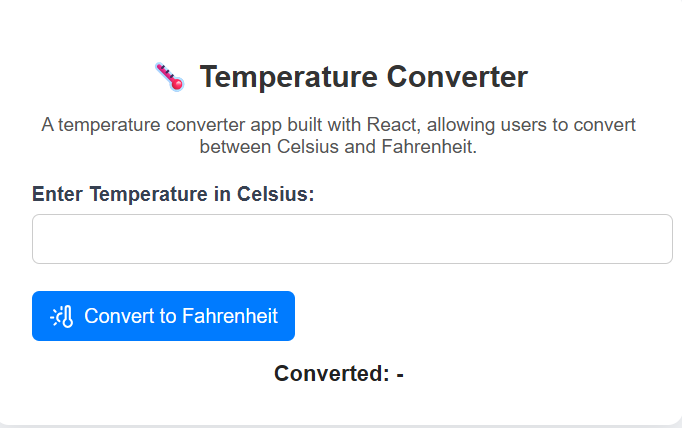 Temperature Converter
A temperature converter app built with React, allowing users to convert
between Celsius and Fahrenheit.
Enter Temperature in Celsius:
Convert to Fahrenheit
Converted: -